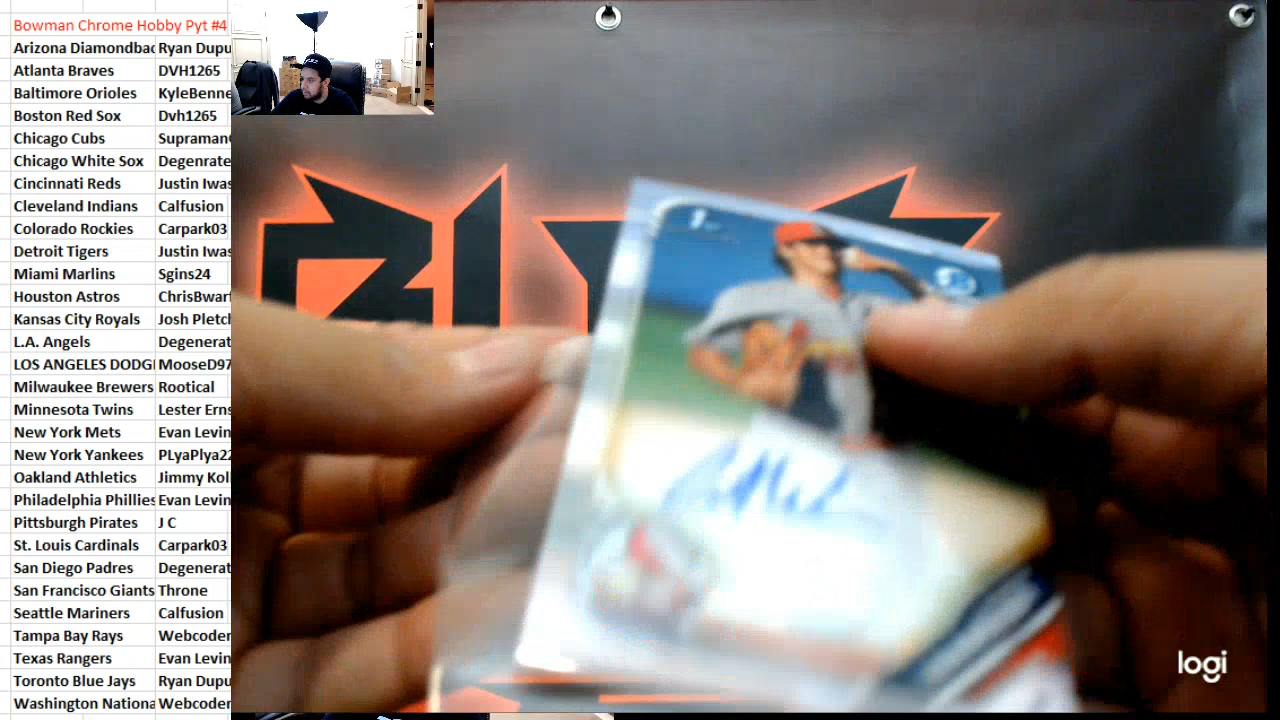 Bowman Chrome Hobby Pyt #4
Arizona Diamondbac Ryan Dupu
Atlanta Braves DVH1265
Baltimore Orioles KyleBenne
Boston Red Sox Dvh1265
Chicago Cubs Supraman
Chicago White Sox Degenrate
Cincinnati Reds Justin Iwas
Cleveland Indians Calfusion
Colorado Rockies Carpark03
Detroit Tigers Justin Iwas
Miami Marlins Sgins24
Houston Astros ChrisBwar
Kansas City Royals Josh Pletch
L.A. Angels Degenerat
LOS ANGELES DODG MooseD97
Milwaukee Brewers Rootical
Minnesota Twins Lester Erns
New York Mets Evan Levin
New York Yankees PLyaPlya22
Oakland Athletics Jimmy Kol
Philadelphia Phillies Evan Levin
Pittsburgh Pirates J C
St. Louis Cardinals Carpark03
San Diego Padres Degenerat
San Francisco Giants Throne
Seattle Mariners Calfusion
Tampa Bay Rays Webcoder
Texas Rangers Evan Levin
Toronto Blue Jays Ryan Dupu
Washington Nationa Webcoder
1st
logi